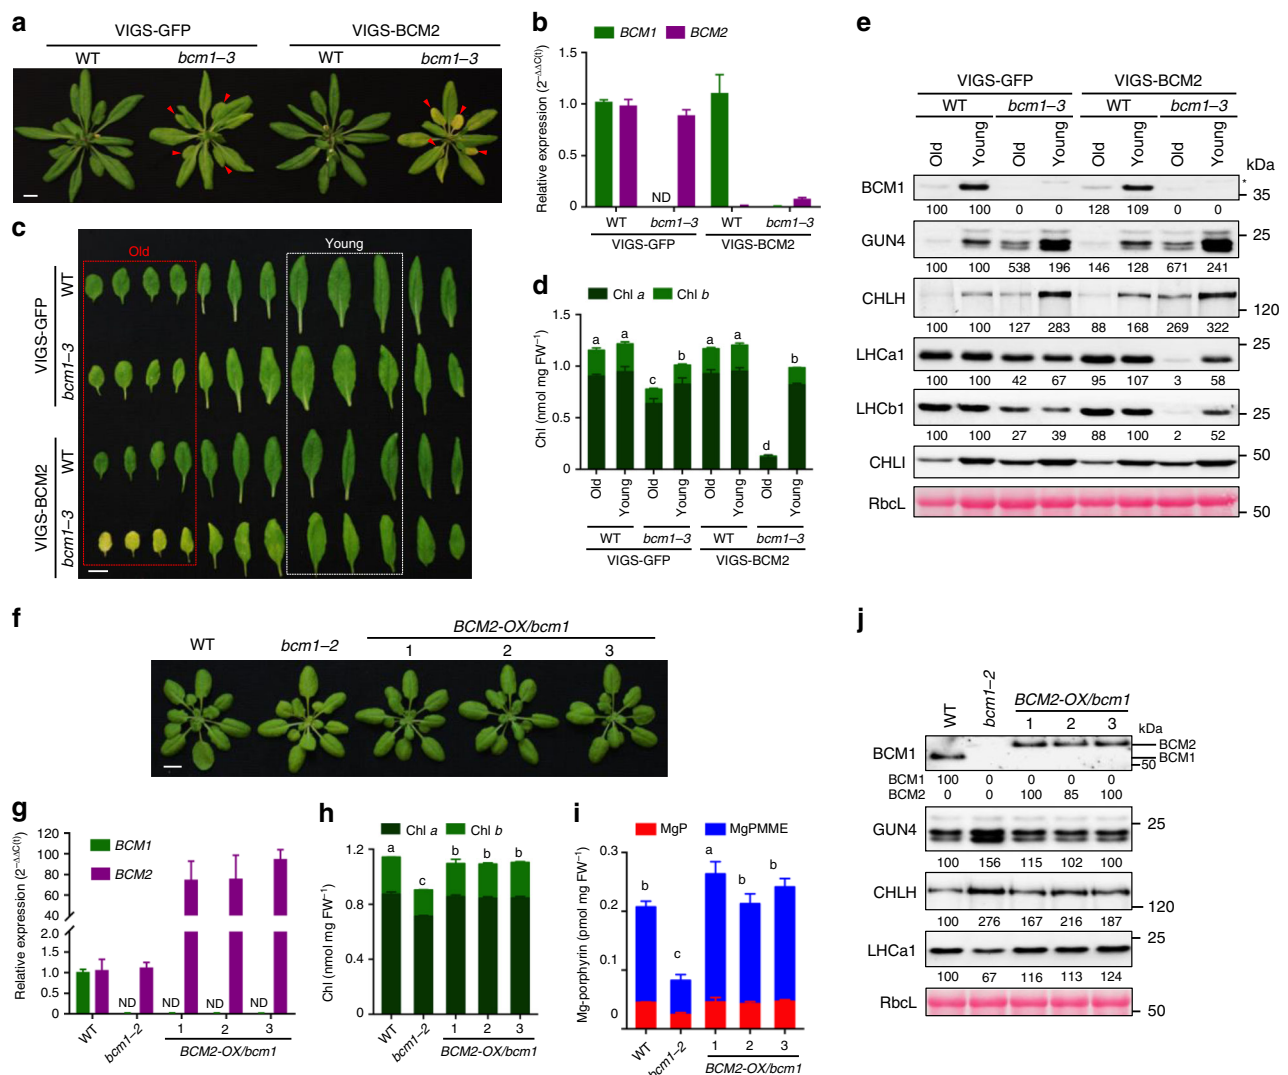 a
VIGS-GFP VIGS-BCM2
WT bcm1–3 WT bcm1–3
b
BCM1 BCM2
Relative expression (2−ΔΔC(t))
1.5
1.0
0.5
0
ND
WT bcm1–3 WT bcm1–3
VIGS-GFP VIGS-BCM2
c
Old Young
VIGS-GFP
WT
bcm1–3
VIGS-BCM2
WT
bcm1–3
d
Chl a Chl b
Chl (nmol mg FW−1)
1.5
1.0
0.5
0
a a c b a a d b
Old Young Old Young Old Young Old Young
WT bcm1–3 WT bcm1–3
VIGS-GFP VIGS-BCM2
e
VIGS-GFP VIGS-BCM2
WT bcm1–3 WT bcm1–3
Old Young Old Young Old Young Old Young
kDa
BCM1 * 35
100 100 0 0 128 109 0 0
GUN4 25
100 100 538 196 146 128 671 241
CHLH 120
100 100 127 283 88 168 269 322
LHCa1 25
100 100 42 67 95 107 3 58
LHCb1 25
100 100 27 39 88 100 2 52
CHLI 50
RbcL 50
f
BCM2-OX/bcm1
WT bcm1–2 1 2 3
g
Relative expression (2−ΔΔC(t))
BCM1
BCM2
120
100
80
60
40
2.0
1.5
1.0
0.5
0
ND ND ND ND
WT bcm1–2 1 2 3
BCM2-OX/bcm1
h
Chl a Chl b
Chl (nmol mg FW−1)
1.2
0.8
0.4
0
a c b b b
WT bcm1–2 1 2 3
BCM2-OX/bcm1
i
MgP MgPMME
Mg-porphyrin (pmol mg FW−1)
0.3
0.2
0.1
0
b c a b b
WT bcm1–2 1 2 3
BCM2-OX/bcm1
j
WT bcm1–2 BCM2-OX/bcm1
1 2 3 kDa
BCM1 BCM2
BCM1
50
BCM1 100 0 0 0 0
BCM2 0 0 100 85 100
GUN4 25
100 156 115 102 100
CHLH 120
100 276 167 216 187
LHCa1 25
100 67 116 113 124
RbcL 50